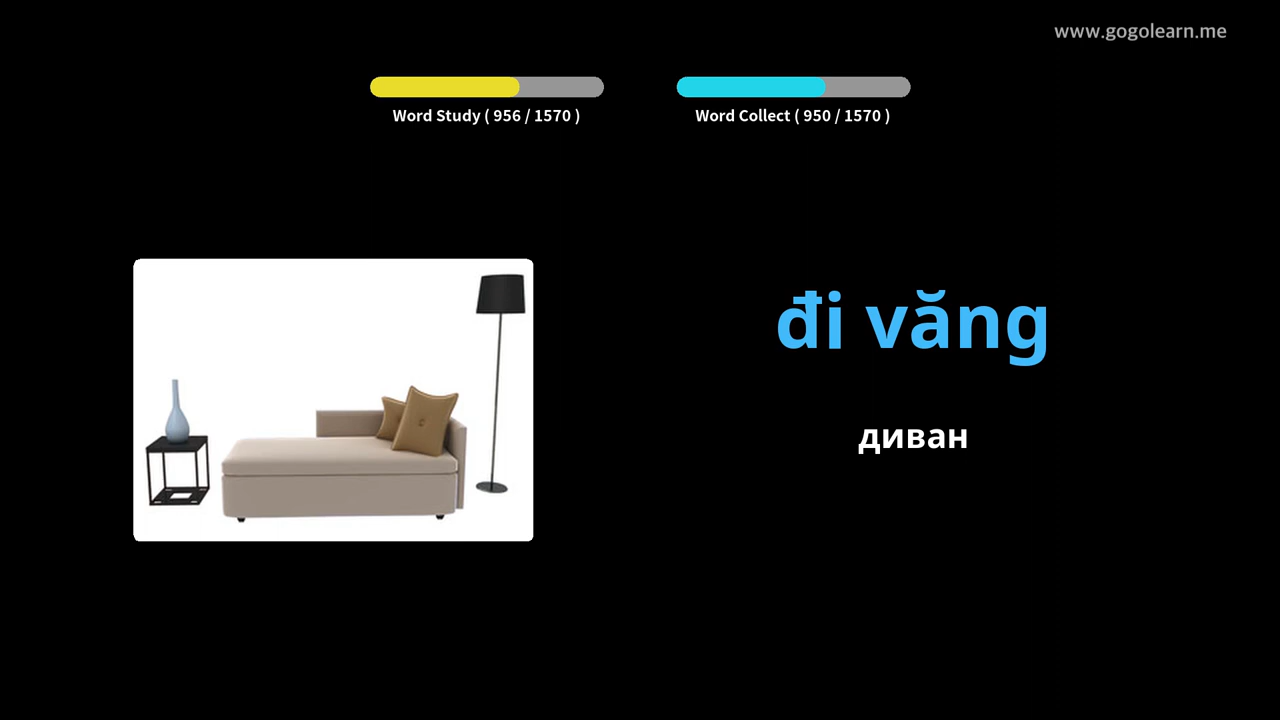 www.gogolearn.me
Word Study ( 956 / 1570 )
Word Collect ( 950 / 1570 )
đi văng
диван